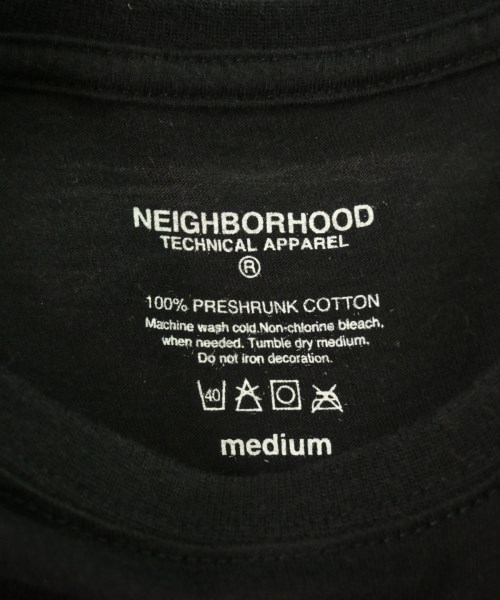 NEIGHBORHOOD
TECHNICAL APPAREL
®
100% PRESHRUNK COTTON
Machine wash cold.Non-chlorine bleach,
when needed. Tumble dry medium.
Do not iron decoration.
40
medium